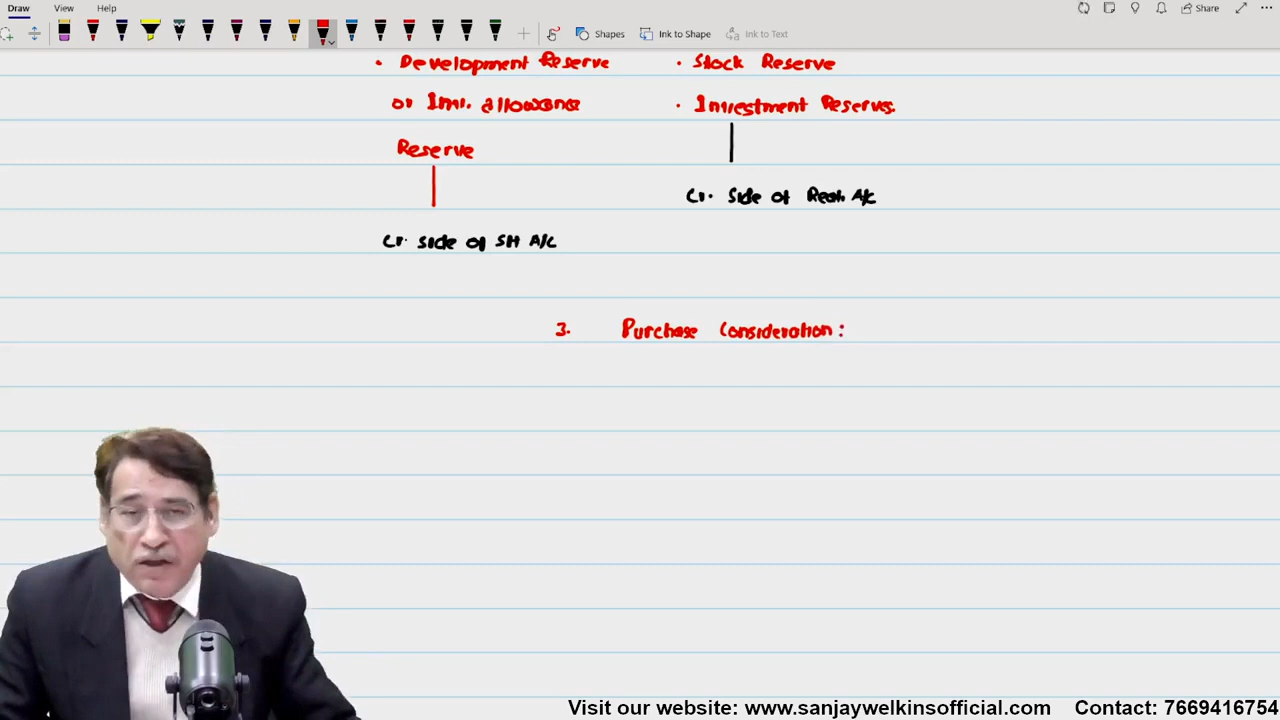 Draw View Help Share
Shapes Ink to Shape Ink to Text
• Development Reserve
or Inv. allowance
Reserve
Cr. side of SH A/c
• Stock Reserve
• Investment Reserves.
Cr. Side of Real. A/c
3. Purchase Consideration:
Visit our website: www.sanjaywelkinsofficial.com Contact: 7669416754